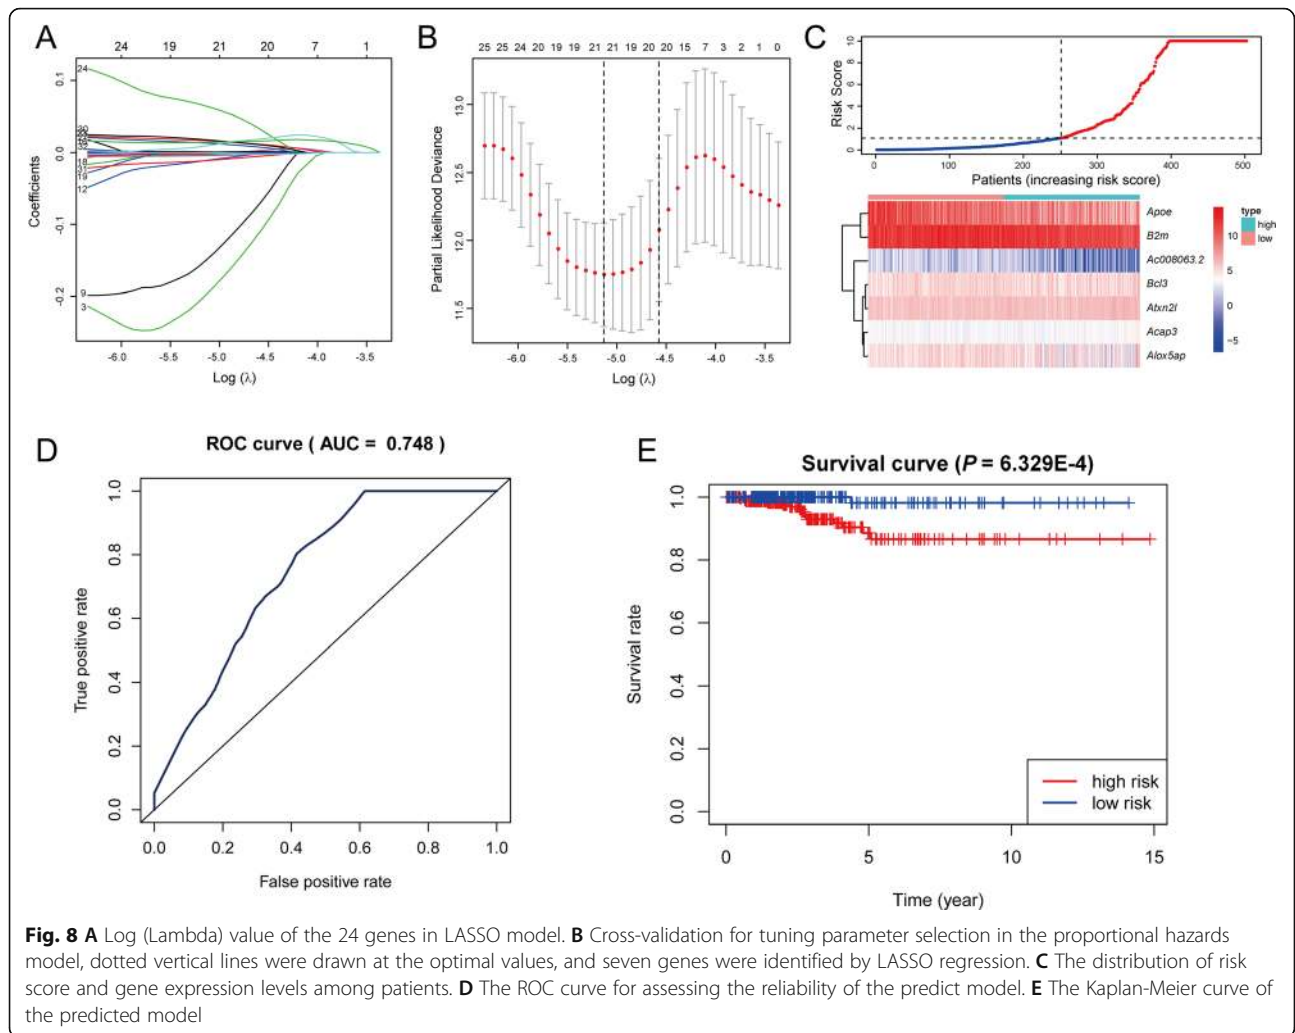 A
B
C
24 19 21 20 7 1
0.1
0.0
-0.1
-0.2
Coefficients
24
18
19
12
9
3
-6.0 -5.5 -5.0 -4.5 -4.0 -3.5
Log (λ)
25 25 24 20 19 19 21 21 19 20 20 15 7 3 2 1 0
13.0
12.5
12.0
11.5
Partial Likelihood Deviance
-6.0 -5.5 -5.0 -4.5 -4.0 -3.5
Log (λ)
10
8
6
4
2
0
Risk Score
0 100 200 300 400 500
Patients (increasing risk score)
Apoe
B2m
Ac008063.2
Bcl3
Atxn2l
Acap3
Alox5ap
10
5
0
−5
type
high
low
D
ROC curve ( AUC = 0.748 )
1.0
0.8
0.6
0.4
0.2
0.0
True positive rate
0.0 0.2 0.4 0.6 0.8 1.0
False positive rate
E
Survival curve (P = 6.329E-4)
1.0
0.8
0.6
0.4
0.2
0.0
Survival rate
high risk
low risk
0 5 10 15
Time (year)
Fig. 8 A Log (Lambda) value of the 24 genes in LASSO model. B Cross-validation for tuning parameter selection in the proportional hazards
model, dotted vertical lines were drawn at the optimal values, and seven genes were identified by LASSO regression. C The distribution of risk
score and gene expression levels among patients. D The ROC curve for assessing the reliability of the predict model. E The Kaplan-Meier curve of
the predicted model